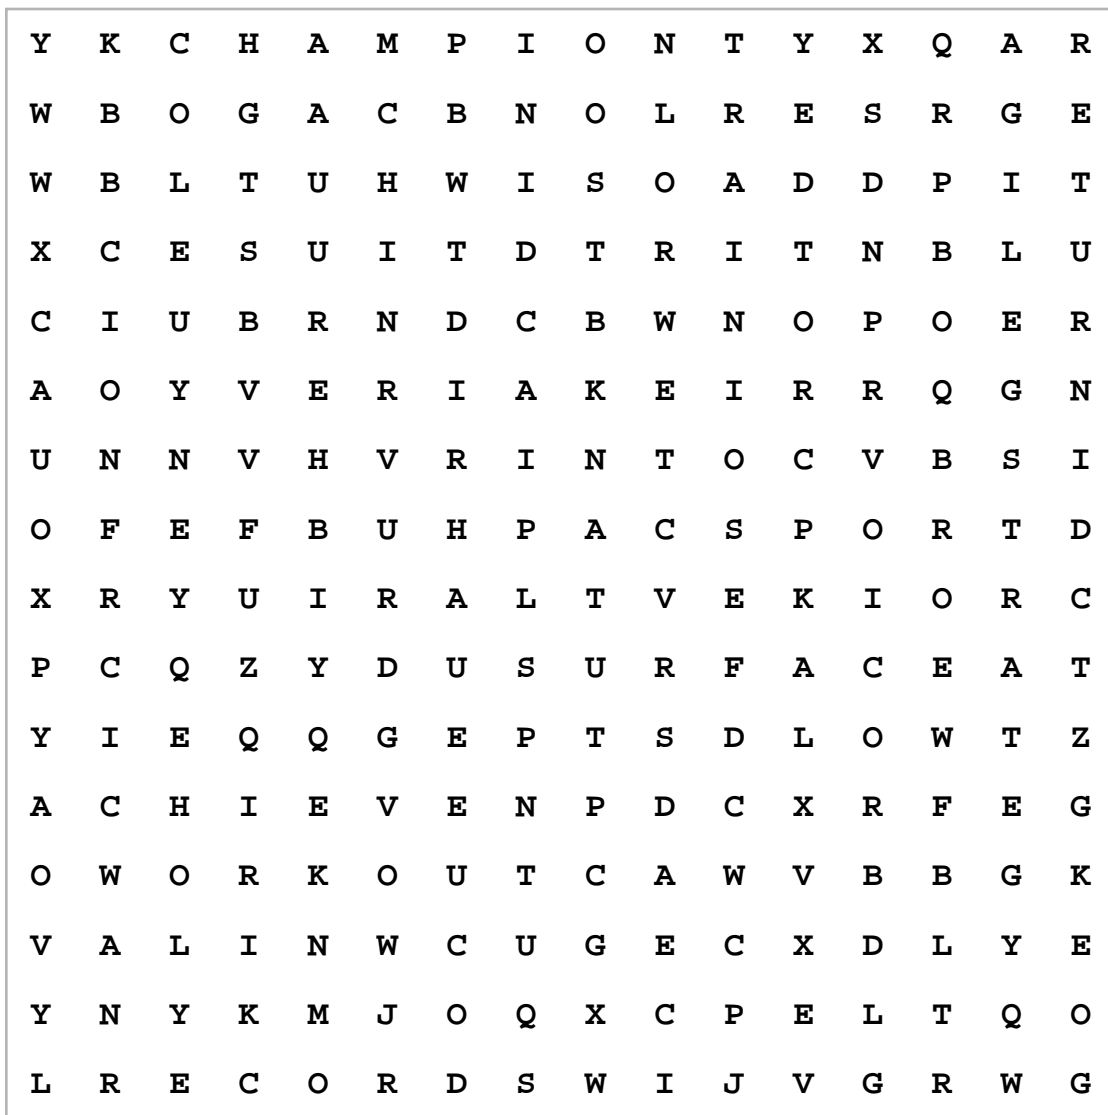 Y K C H A M P I O N T Y X Q A R
W B O G A C B N O L R E S R G E
W B L T U H W I S O A D D P I T
X C E S U I T D T R I T N B L U
C I U B R N D C B W N O P O E R
A O Y V E R I A K E I R R Q G N
U N N V H V R I N T O C V B S I
O F E F B U H P A C S P O R T D
X R Y U I R A L T V E K I O R C
P C Q Z Y D U S U R F A C E A T
Y I E Q Q G E P T S D L O W T Z
A C H I E V E N P D C X R F E G
O W O R K O U T C A W V B B G K
V A L I N W C U G E C X D L Y E
Y N Y K M J O Q X C P E L T Q O
L R E C O R D S W I J V G R W G